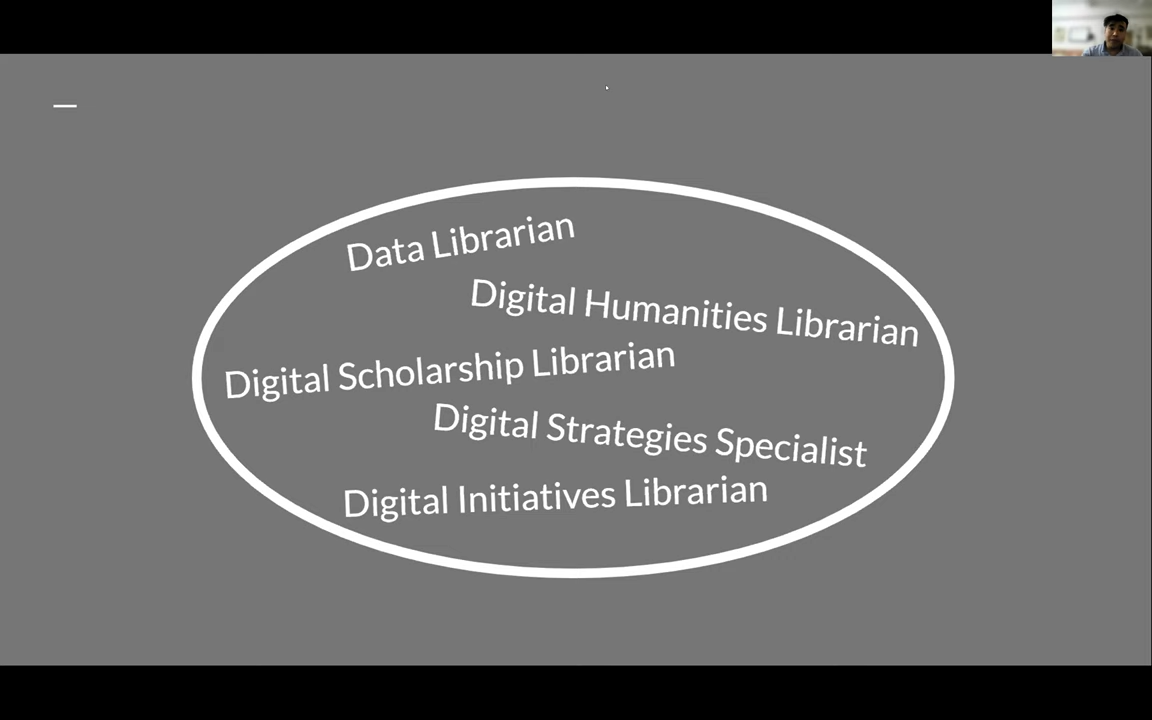 Data Librarian
Digital Humanities Librarian
Digital Scholarship Librarian
Digital Strategies Specialist
Digital Initiatives Librarian